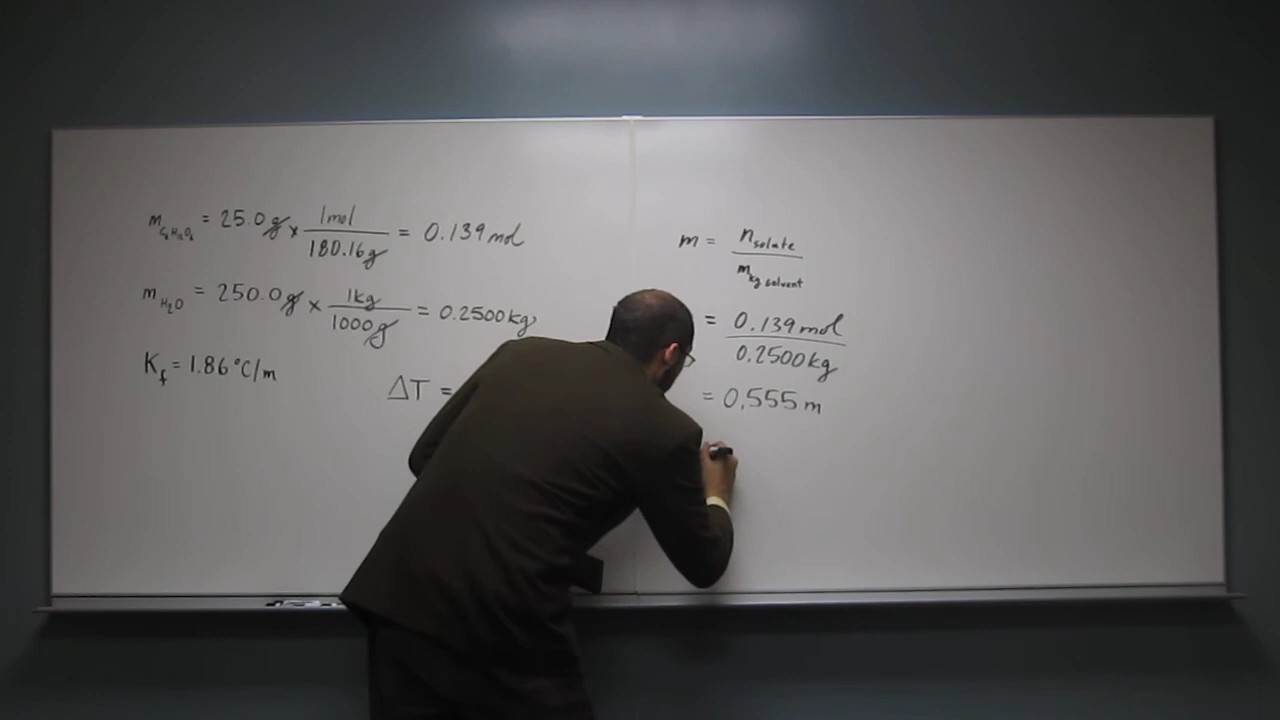 m C₆H₁₂O₆ = 25.0 g × 1 mol / 180.16 g = 0.139 mol
m H₂O = 250.0 g × 1 kg / 1000 g = 0.2500 kg
K_f = 1.86 °C/m
ΔT =
m = n solute / m kg solvent
= 0.139 mol / 0.2500 kg
= 0.555 m